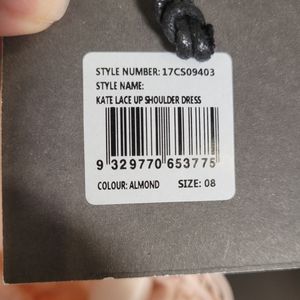 STYLE NUMBER: 17CS09403
STYLE NAME:
KATE LACE UP SHOULDER DRESS
9 329770 653775
COLOUR: ALMOND SIZE: 08